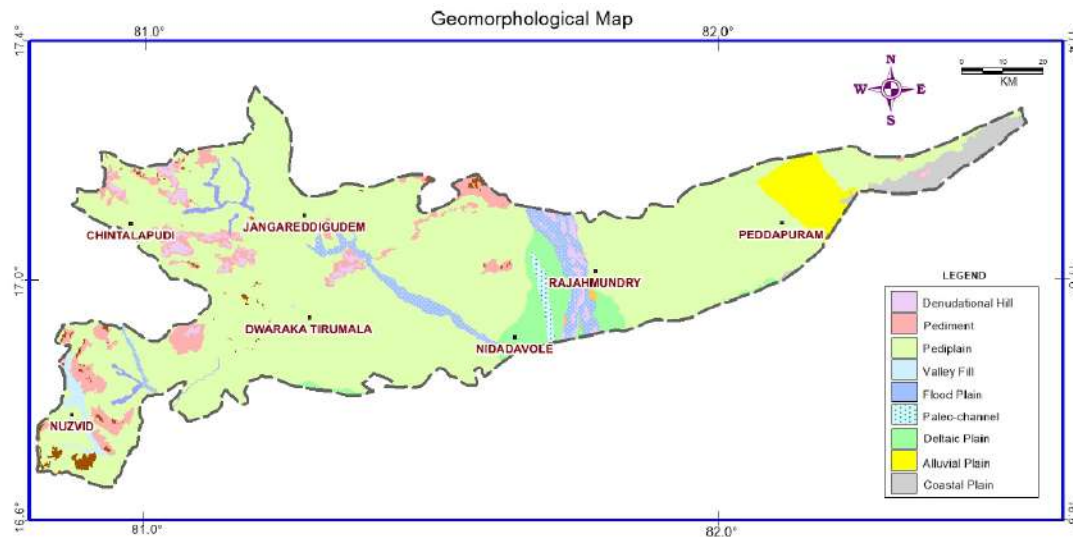 Geomorphological Map
81.0°
82.0°
17.4°
N
W
E
S
0 10 20
KM
CHINTALAPUDI
JANGAREDDIGUDEM
PEDDAPURAM
17.0°
RAJAHMUNDRY
DWARAKA TIRUMALA
NIDADAVOLE
NUZVID
LEGEND
Denudational Hill
Pediment
Pediplain
Valley Fill
Flood Plain
Paleo-channel
Deltaic Plain
Alluvial Plain
Coastal Plain
16.6°
81.0°
82.0°